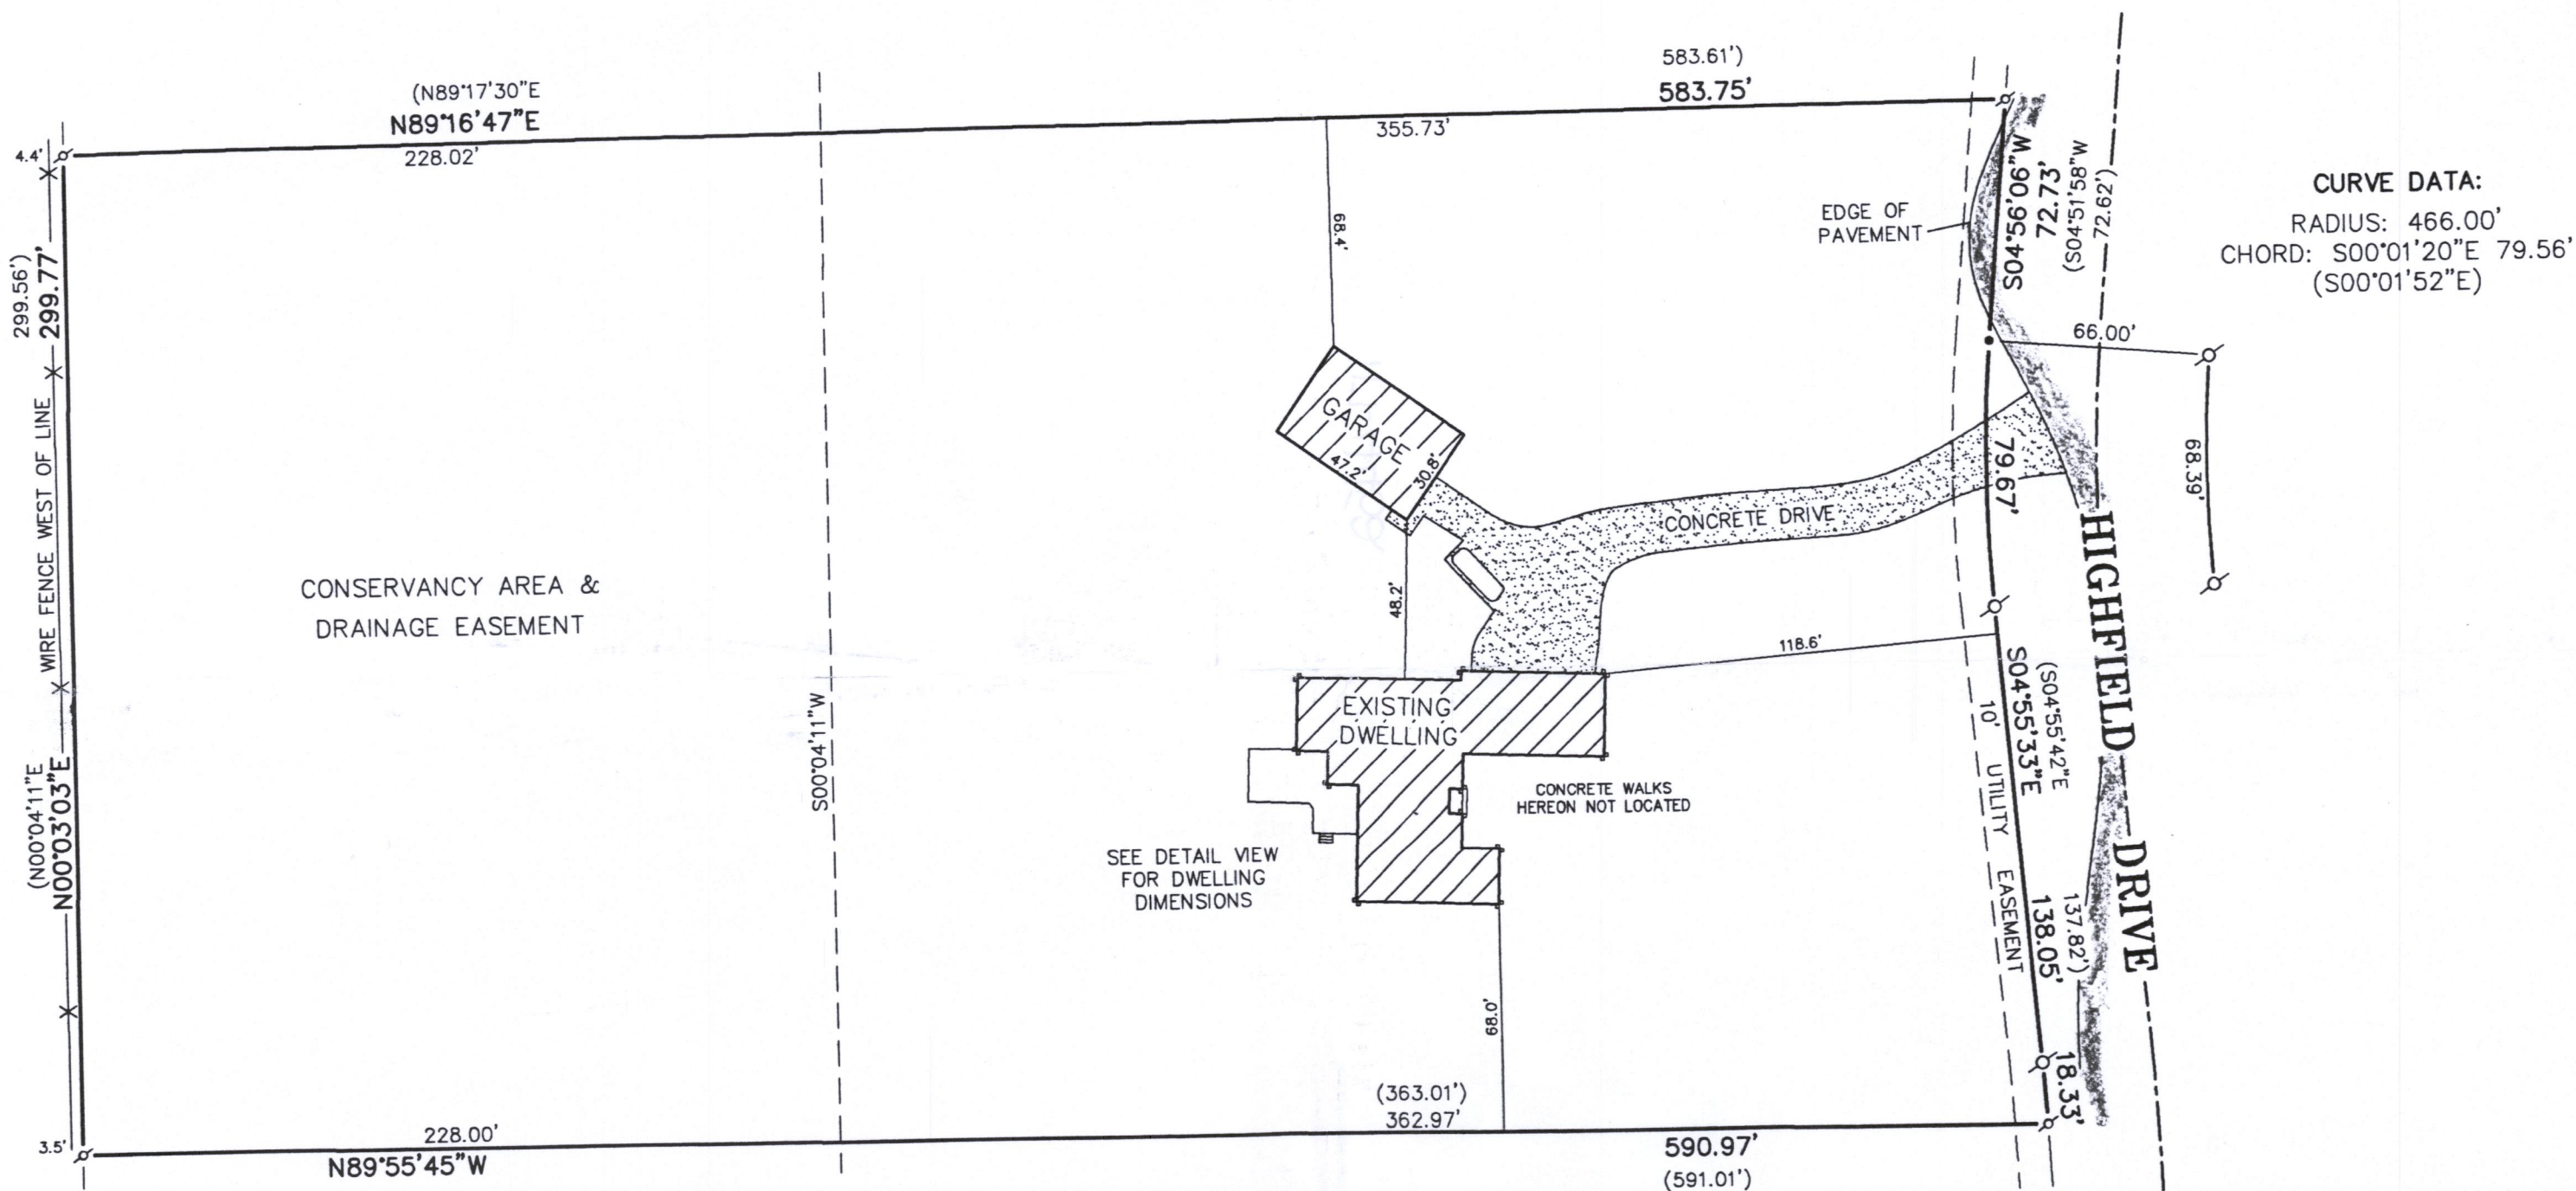 583.61')
583.75'
(N89°17'30"E
N89°16'47"E
355.73'
228.02'
4.4'
299.56')
299.77'
WIRE FENCE WEST OF LINE
(N00°04'11"E
N00°03'03"E
3.5'
CONSERVANCY AREA &
DRAINAGE EASEMENT
S00°04'11"W
68.4'
GARAGE
47.2'
30.8'
48.2'
CONCRETE DRIVE
EXISTING
DWELLING
118.6'
CONCRETE WALKS
HEREON NOT LOCATED
SEE DETAIL VIEW
FOR DWELLING
DIMENSIONS
68.0'
EDGE OF
PAVEMENT
S04°56'06"W
72.73'
(S04°51'58"W
72.62')
CURVE DATA:
RADIUS: 466.00'
CHORD: S00°01'20"E 79.56'
(S00°01'52"E)
66.00'
68.39'
79.67'
HIGHFIELD DRIVE
(S04°55'42"E
S04°55'33"E
10' UTILITY EASEMENT
137.82')
138.05'
18.33'
(363.01')
362.97'
228.00'
N89°55'45"W
590.97'
(591.01')